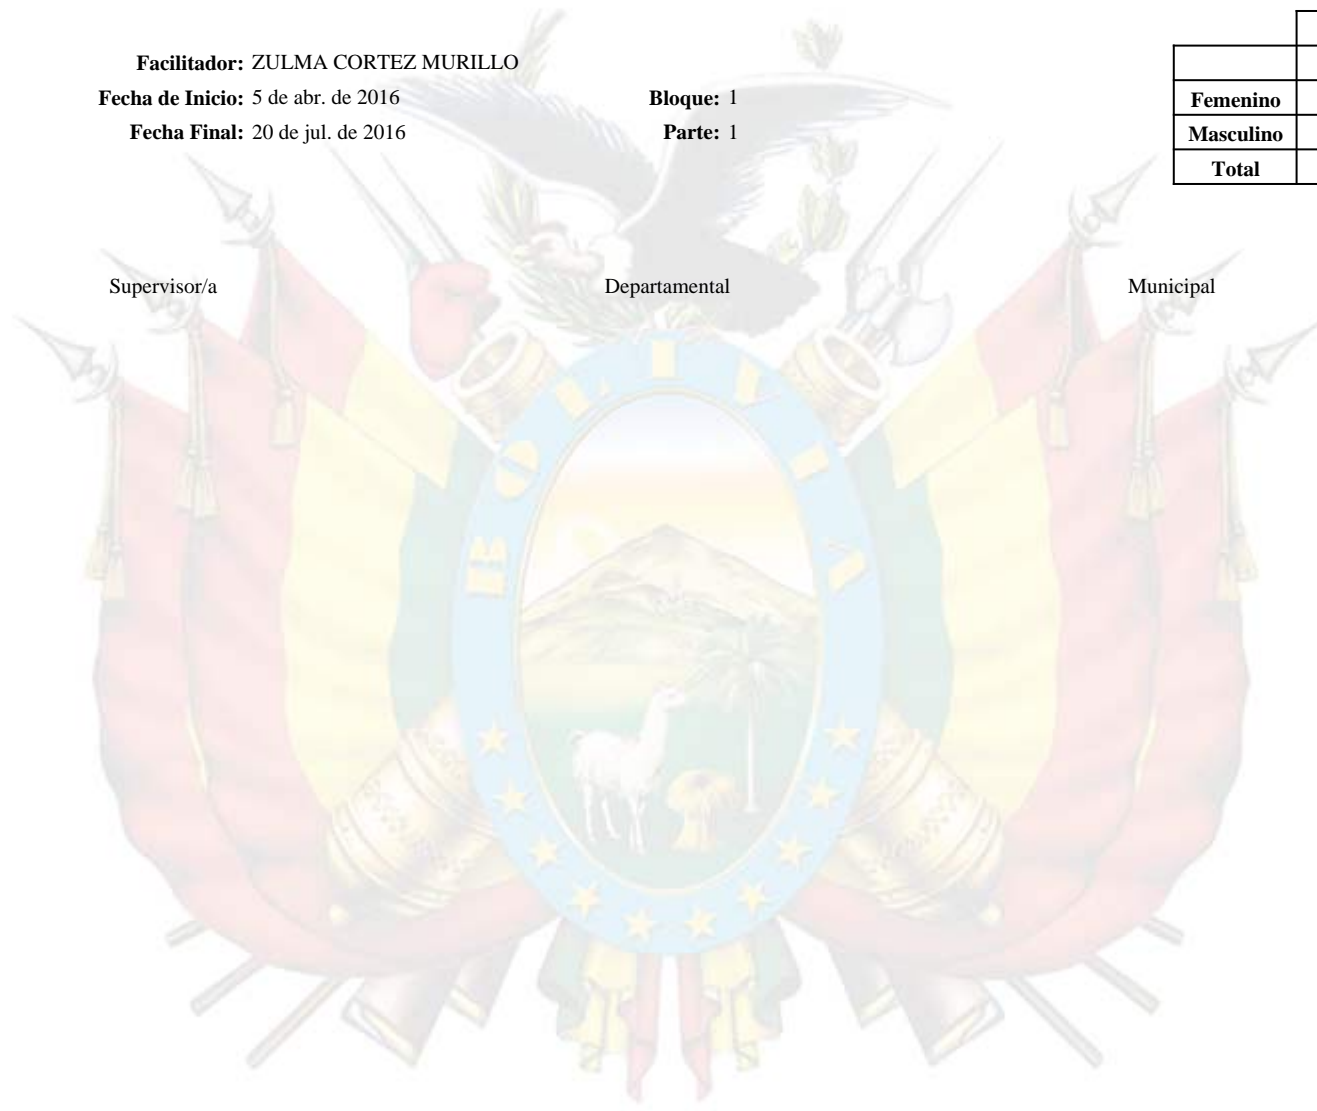 Facilitador: ZULMA CORTEZ MURILLO
Fecha de Inicio: 5 de abr. de 2016 Bloque: 1
Femenino
Fecha Final: 20 de jul. de 2016 Parte: 1
Masculino
Total
Supervisor/a Departamental Municipal
BOLIVIA